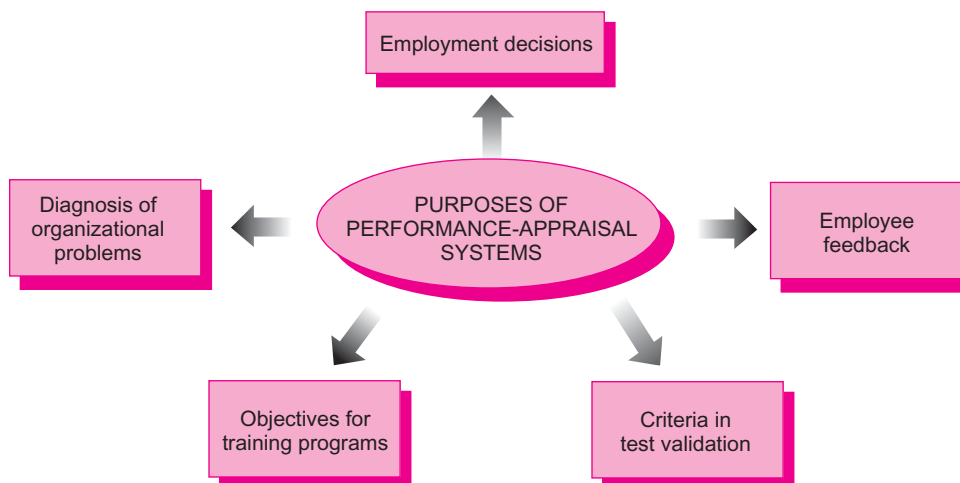 Employment decisions
Diagnosis of
organizational
problems
PURPOSES OF
PERFORMANCE-APPRAISAL
SYSTEMS
Employee
feedback
Objectives for
training programs
Criteria in
test validation